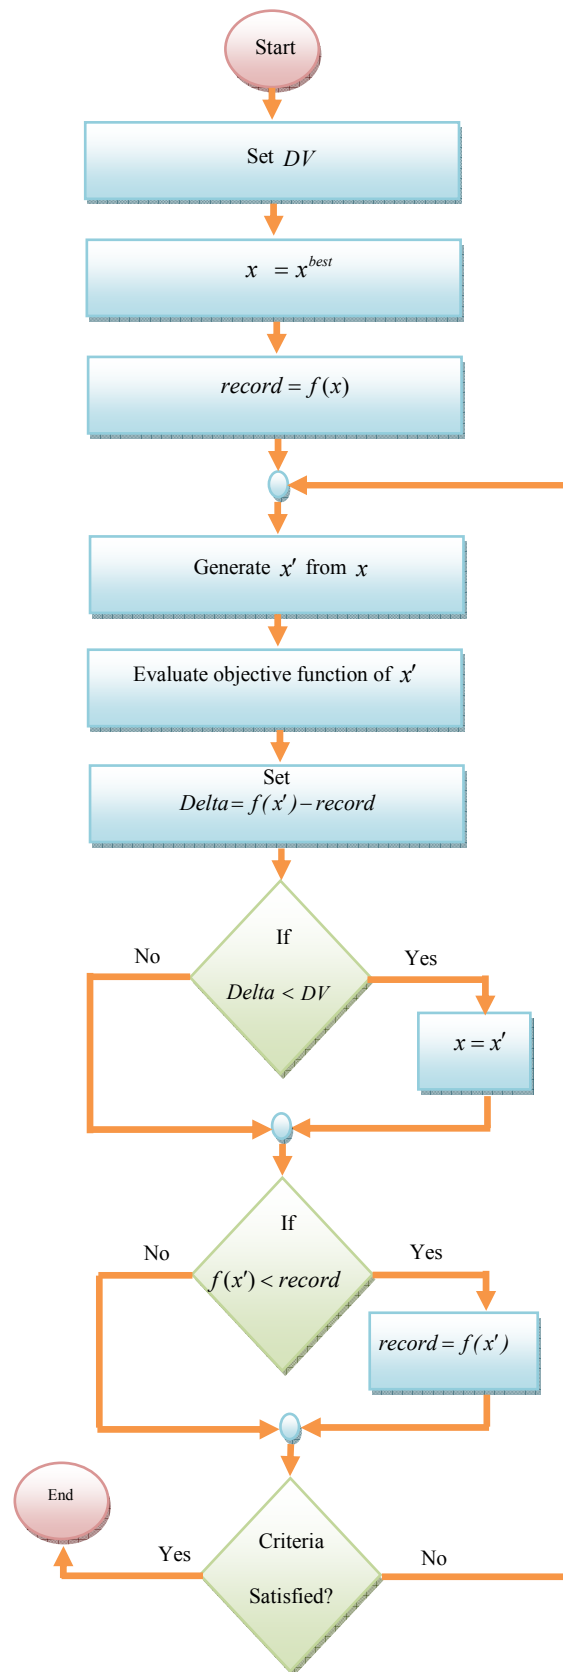 Start
Set DV
x = x^best
record = f(x)
Generate x′ from x
Evaluate objective function of x′
Set
Delta = f(x′) − record
If
No
Yes
Delta < DV
x = x′
If
No
Yes
f(x′) < record
record = f(x′)
End
Criteria
Yes
No
Satisfied?